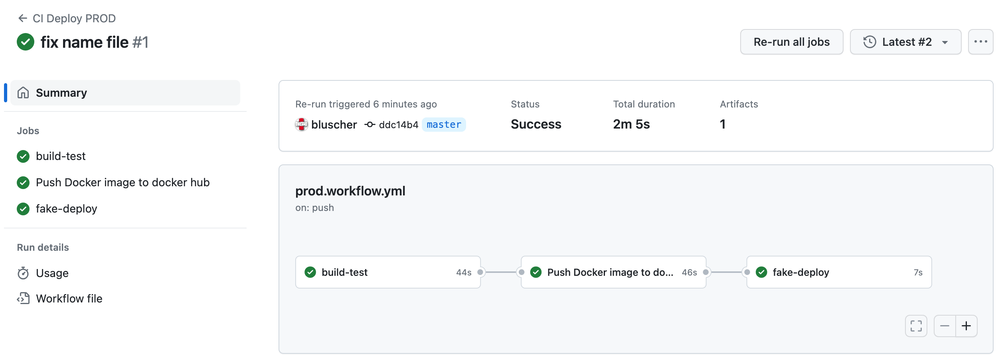 CI Deploy PROD
fix name file #1
Re-run all jobs
Latest #2
Summary
Jobs
build-test
Push Docker image to docker hub
fake-deploy
Run details
Usage
Workflow file
Re-run triggered 6 minutes ago
bluscher ddc14b4 master
Status
Success
Total duration
2m 5s
Artifacts
1
prod.workflow.yml
on: push
build-test 44s
Push Docker image to do... 46s
fake-deploy 7s